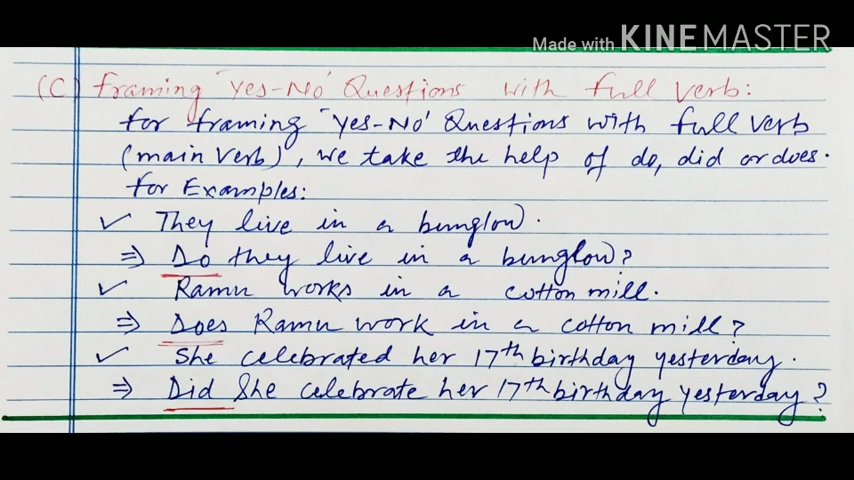 Made with KINEMASTER
(C) Framing 'Yes-No' Questions with full verb:
For framing 'Yes-No' Questions with full verb
(main verb), we take the help of do, did or does.
For Examples:
✓ They live in a bunglow.
⇒ Do they live in a bunglow?
✓ Ramu works in a cotton mill.
⇒ Does Ramu work in a cotton mill?
✓ She celebrated her 17th birthday yesterday.
⇒ Did She celebrate her 17th birthday yesterday?